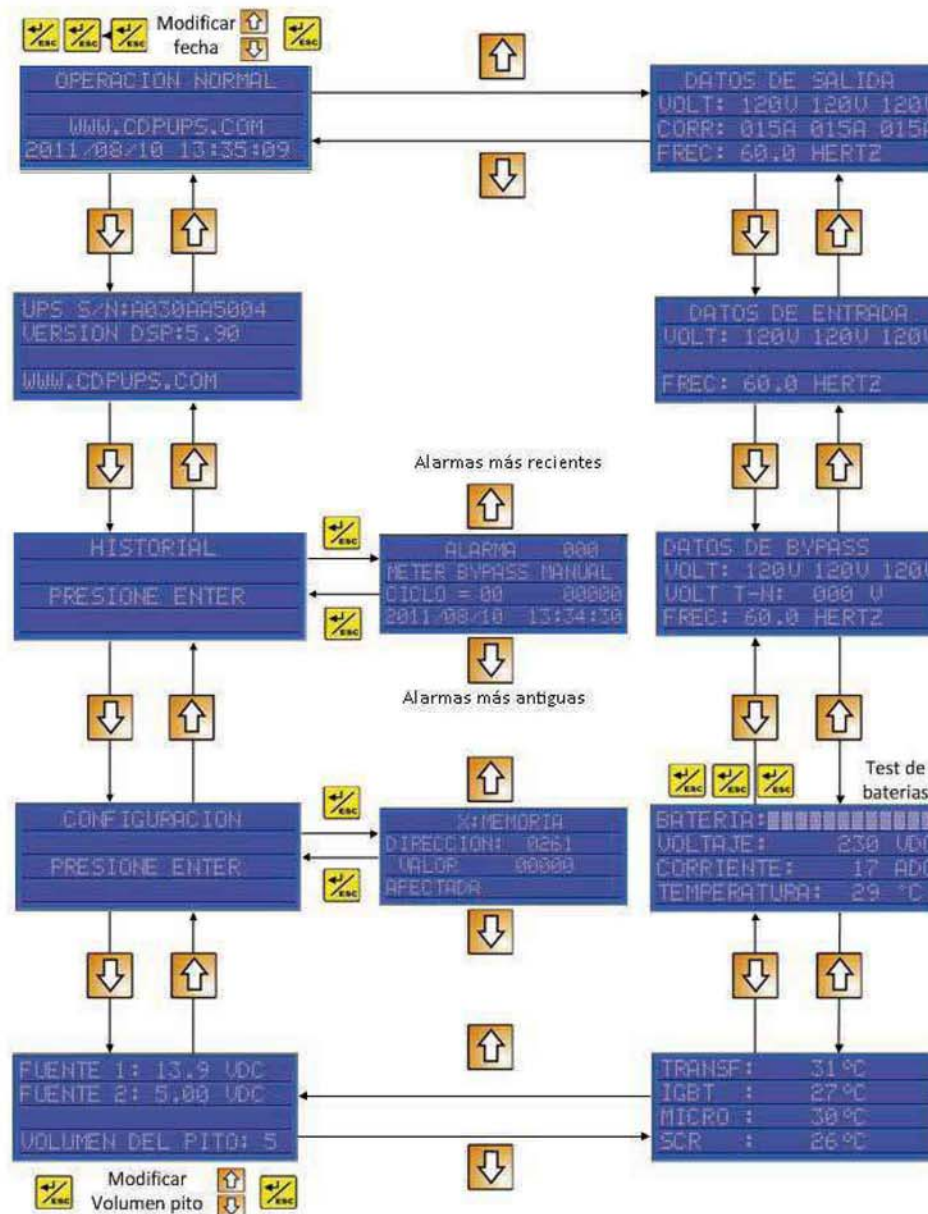 Modificar
fecha
OPERACION NORMAL
WWW.CDPUPS.COM
2011/08/10 13:35:09
DATOS DE SALIDA
VOLT: 120V 120V 120V
CORR: 015A 015A 015A
FREC: 60.0 HERTZ
UPS S/N:A030AA5004
VERSION DSP:5.90
WWW.CDPUPS.COM
DATOS DE ENTRADA
VOLT: 120V 120V 120V
FREC: 60.0 HERTZ
Alarmas más recientes
HISTORIAL
PRESIONE ENTER
ALARMA 000
METER BYPASS MANUAL
CICLO = 00 00000
2011/08/10 13:34:30
Alarmas más antiguas
DATOS DE BYPASS
VOLT: 120V 120V 120V
VOLT T-N: 000 V
FREC: 60.0 HERTZ
CONFIGURACION
PRESIONE ENTER
X:MEMORIA
DIRECCION: 0261
VALOR 00000
AFECTADA
Test de
baterias
BATERIA:
VOLTAJE: 230 VDC
CORRIENTE: 17 ADC
TEMPERATURA: 29 °C
FUENTE 1: 13.9 VDC
FUENTE 2: 5.00 VDC
VOLUMEN DEL PITO: 5
TRANSF: 31°C
IGBT : 27°C
MICRO : 30°C
SCR : 26°C
Modificar
Volumen pito